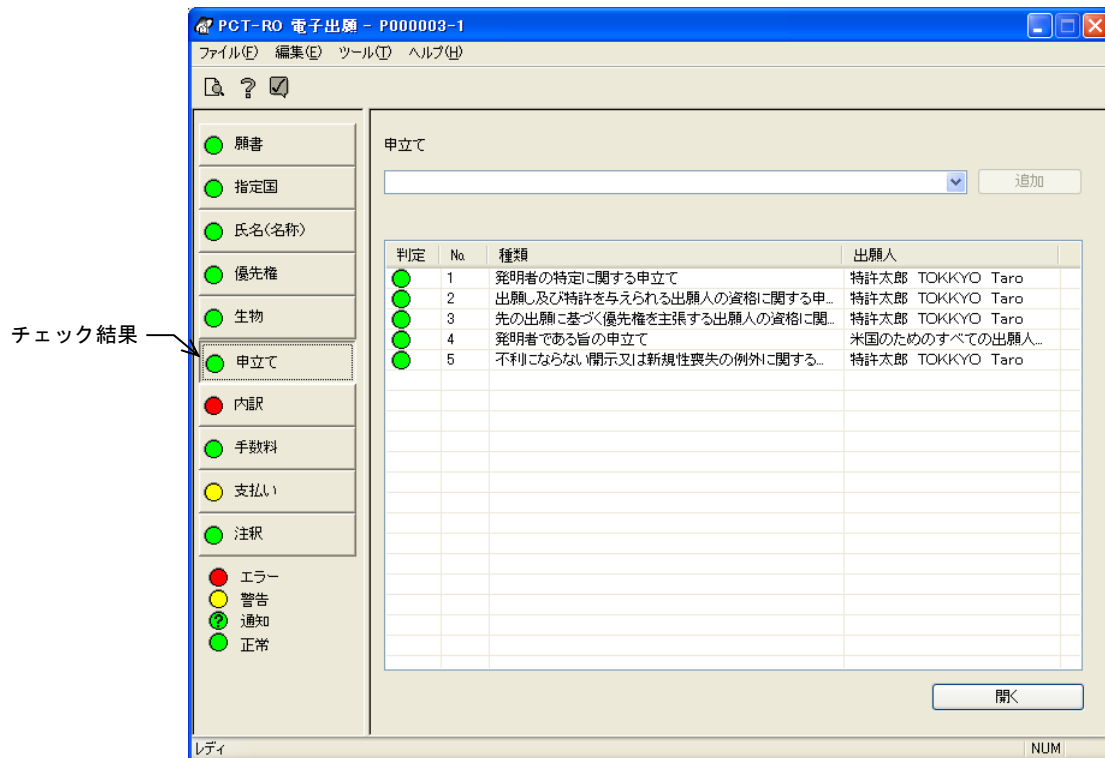 PCT-RO 電子出願 - P000003-1
ファイル(F) 編集(E) ツール(T) ヘルプ(H)
願書
指定国
氏名(名称)
優先権
生物
申立て
内訳
手数料
支払い
注釈
エラー
警告
通知
正常
チェック結果
申立て
追加
判定 No. 種類 出願人
1 発明者の特定に関する申立て 特許太郎 TOKKYO Taro
2 出願し及び特許を与えられる出願人の資格に関する申... 特許太郎 TOKKYO Taro
3 先の出願に基づく優先権を主張する出願人の資格に関... 特許太郎 TOKKYO Taro
4 発明者である旨の申立て 米国のためのすべての出願人...
5 不利にならない開示又は新規性喪失の例外に関する... 特許太郎 TOKKYO Taro
開く
レディ NUM